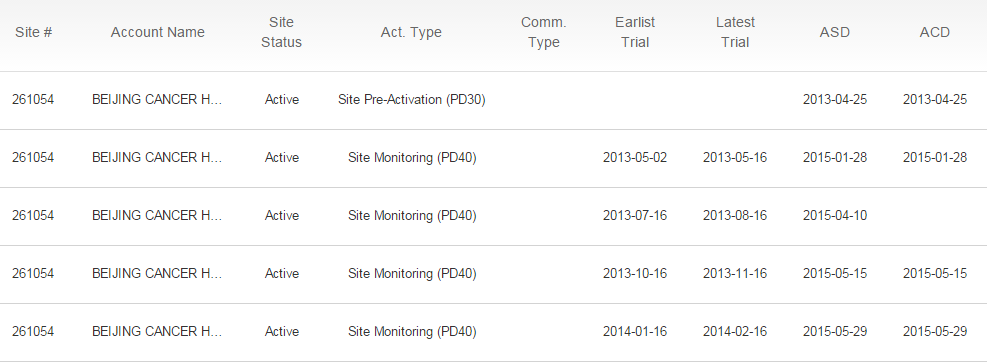 Site # Account Name Site Status Act. Type Comm. Type Earlist Trial Latest Trial ASD ACD
261054 BEIJING CANCER H... Active Site Pre-Activation (PD30) 2013-04-25 2013-04-25
261054 BEIJING CANCER H... Active Site Monitoring (PD40) 2013-05-02 2013-05-16 2015-01-28 2015-01-28
261054 BEIJING CANCER H... Active Site Monitoring (PD40) 2013-07-16 2013-08-16 2015-04-10
261054 BEIJING CANCER H... Active Site Monitoring (PD40) 2013-10-16 2013-11-16 2015-05-15 2015-05-15
261054 BEIJING CANCER H... Active Site Monitoring (PD40) 2014-01-16 2014-02-16 2015-05-29 2015-05-29